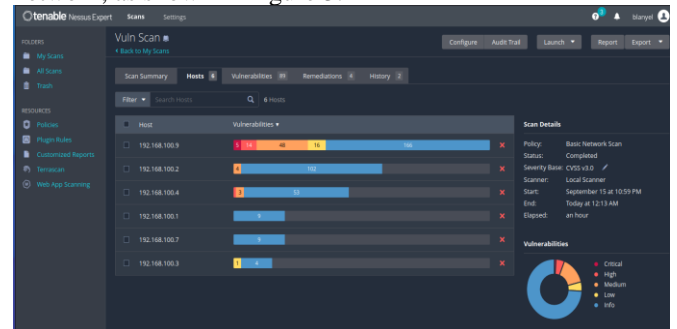 tenable Nessus Expert Scans Settings blanyel
FOLDERS
My Scans
All Scans
Trash
RESOURCES
Policies
Plugin Rules
Customized Reports
Terrascan
Web App Scanning
Vuln Scan
< Back to My Scans
Configure Audit Trail Launch Report Export
Scan Summary Hosts 6 Vulnerabilities 89 Remediations 4 History 2
Filter Search Hosts 6 Hosts
Host Vulnerabilities
192.168.100.9 5 14 48 16 166
192.168.100.2 4 102
192.168.100.4 3 53
192.168.100.1 9
192.168.100.7 9
192.168.100.3 1 4
Scan Details
Policy: Basic Network Scan
Status: Completed
Severity Base: CVSS v3.0
Scanner: Local Scanner
Start: September 15 at 10:59 PM
End: Today at 12:13 AM
Elapsed: an hour
Vulnerabilities
Critical
High
Medium
Low
Info